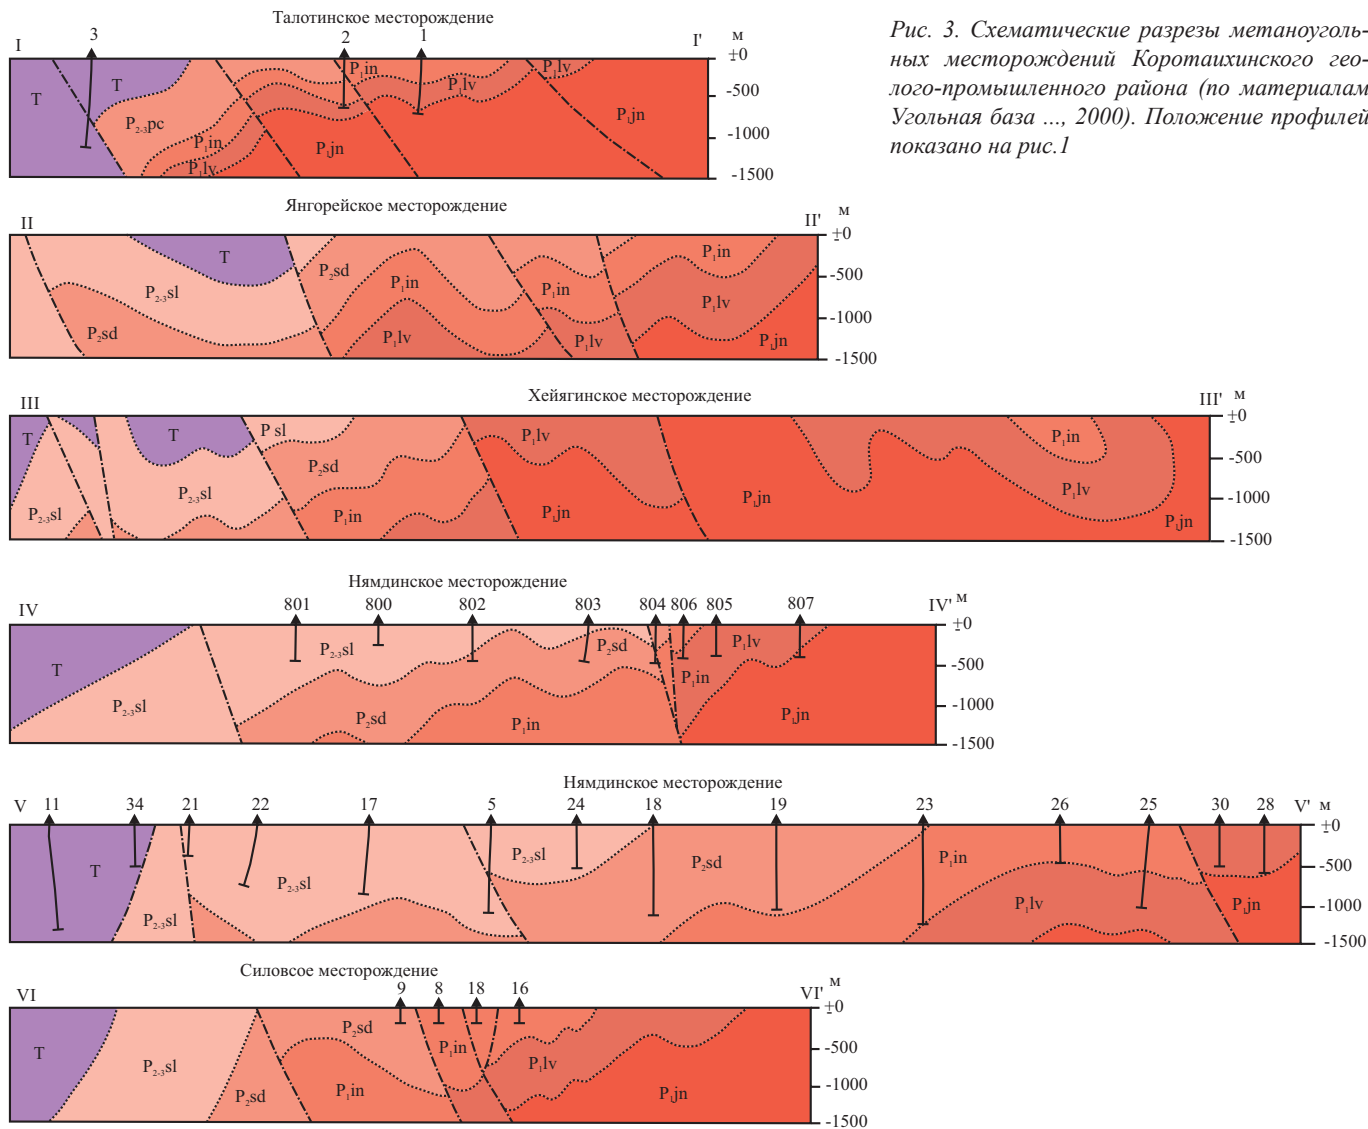 Талотинское месторождение
Рис. 3. Схематические разрезы метаноуголь-
ных месторождений Коротаихинского гео-
лого-промышленного района (по материалам
Угольная база ..., 2000). Положение профилей
показано на рис.1
I 3 2 1 I' м
±0
-500
-1000
-1500
T T P₂₋₃pc P₁in P₁lv P₁in P₁jn P₁lv P₁lv P₁jn
Янгорейское месторождение
II II' м
±0
-500
-1000
-1500
T P₂₋₃sl P₂sd P₂sd P₁in P₁lv P₁in P₁lv P₁in P₁lv P₁jn
Хейягинское месторождение
III III' м
±0
-500
-1000
-1500
T P₂₋₃sl T P₂₋₃sl P sl P₂sd P₁in P₁lv P₁jn P₁jn P₁in P₁lv P₁jn
Нямдинское месторождение
IV 801 800 802 803 804 806 805 807 IV' м
±0
-500
-1000
-1500
T P₂₋₃sl P₂₋₃sl P₂sd P₁in P₂sd P₁in P₁lv P₁jn
Нямдинское месторождение
V 11 34 21 22 17 5 24 18 19 23 26 25 30 28 V' м
±0
-500
-1000
-1500
T P₂₋₃sl P₂₋₃sl P₂₋₃sl P₂sd P₁in P₁lv P₁jn
Силовсое месторождение
VI 9 8 18 16 VI' м
±0
-500
-1000
-1500
T P₂₋₃sl P₂sd P₂sd P₁in P₁in P₁lv P₁jn